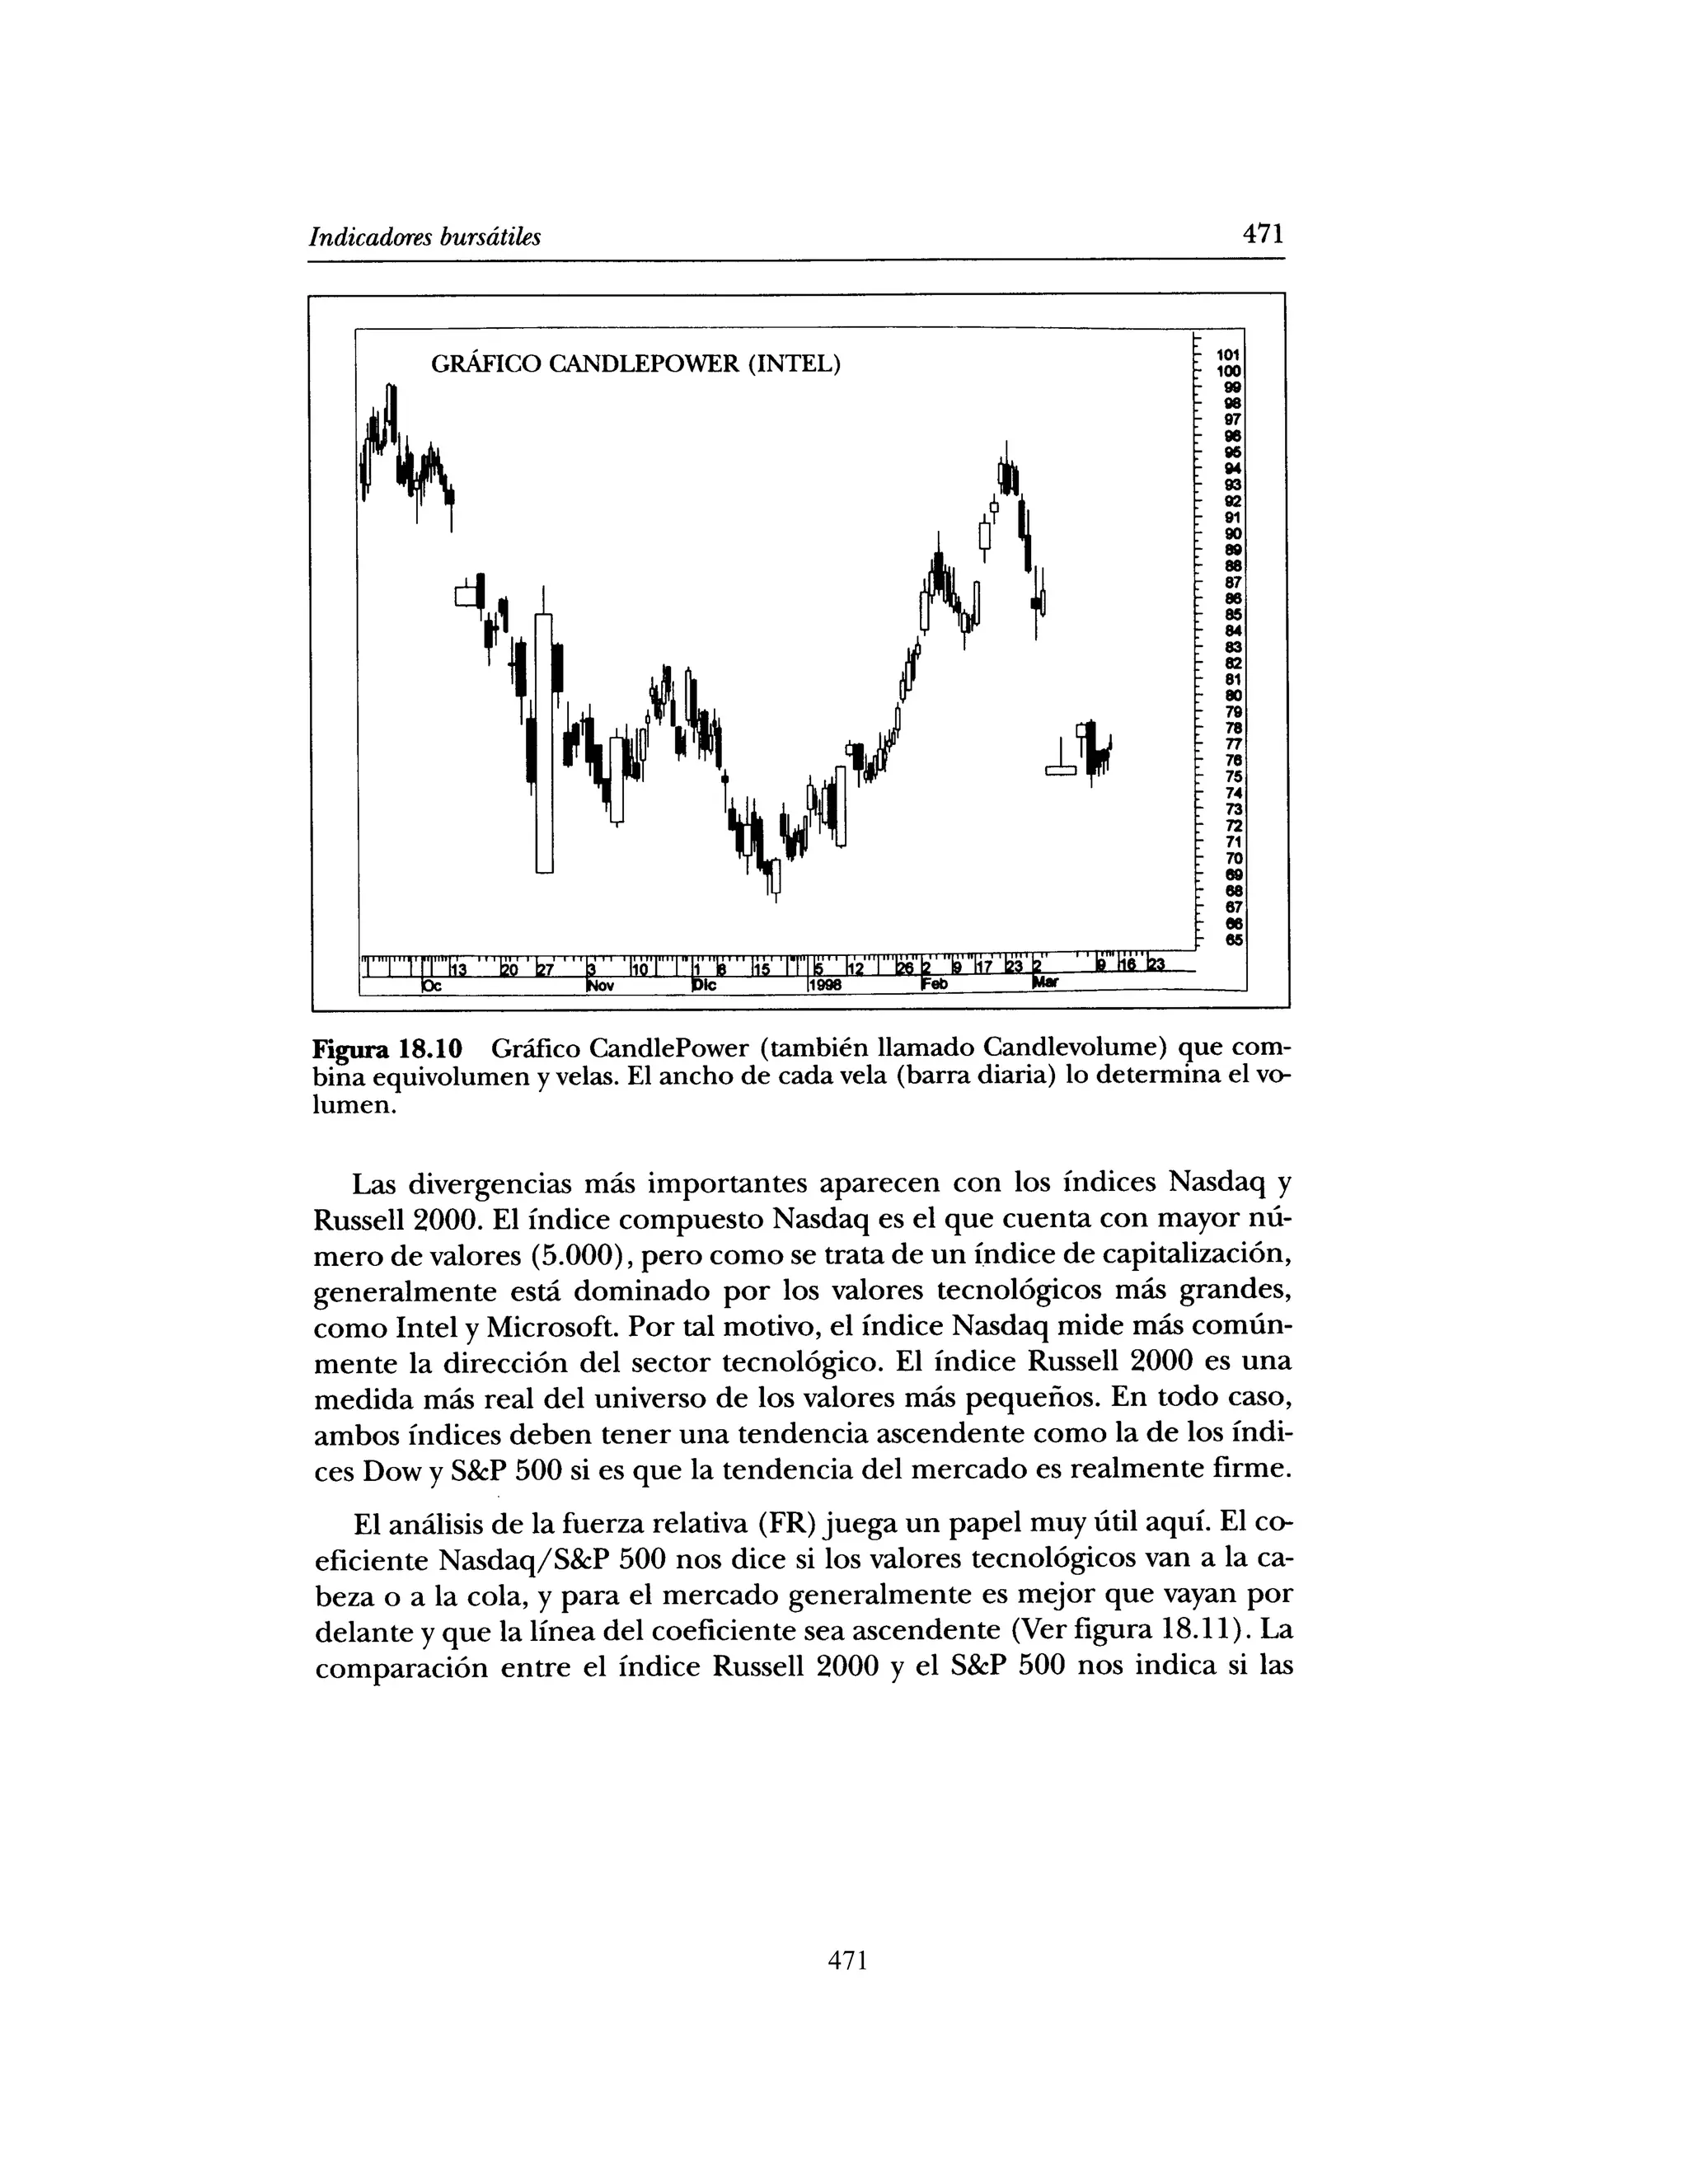 Indicadores bursátiles 471
GRÁFICO CANDLEPOWER (INTEL)
101
100
99
98
97
96
95
94
93
92
91
90
89
88
87
86
85
84
83
82
81
80
79
78
77
76
75
74
73
72
71
70
69
68
67
66
65
13 20 27 3 10 1 8 15 5 12 26 2 9 17 23 2 9 16 23
Oc Nov Dic 1998 Feb Mar
Figura 18.10 Gráfico CandlePower (también llamado Candlevolume) que com-
bina equivolumen y velas. El ancho de cada vela (barra diaria) lo determina el vo-
lumen.
Las divergencias más importantes aparecen con los índices Nasdaq y
Russell 2000. El índice compuesto Nasdaq es el que cuenta con mayor nú-
mero de valores (5.000), pero como se trata de un índice de capitalización,
generalmente está dominado por los valores tecnológicos más grandes,
como Intel y Microsoft. Por tal motivo, el índice Nasdaq mide más común-
mente la dirección del sector tecnológico. El índice Russell 2000 es una
medida más real del universo de los valores más pequeños. En todo caso,
ambos índices deben tener una tendencia ascendente como la de los índi-
ces Dow y S&P 500 si es que la tendencia del mercado es realmente firme.
El análisis de la fuerza relativa (FR) juega un papel muy útil aquí. El co-
eficiente Nasdaq/S&P 500 nos dice si los valores tecnológicos van a la ca-
beza o a la cola, y para el mercado generalmente es mejor que vayan por
delante y que la línea del coeficiente sea ascendente (Ver figura 18.11). La
comparación entre el índice Russell 2000 y el S&P 500 nos indica si las
471